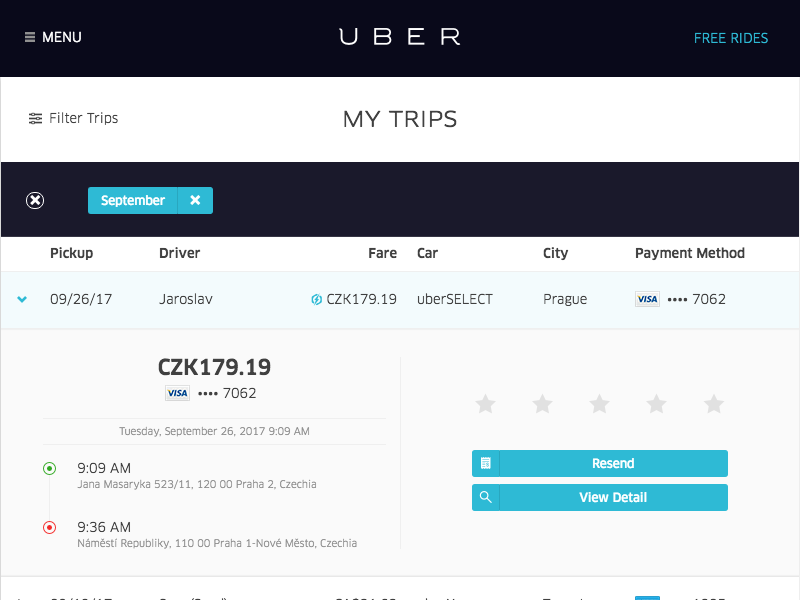 MENU
UBER
FREE RIDES
Filter Trips
MY TRIPS
September
Pickup Driver Fare Car City Payment Method
09/26/17 Jaroslav CZK179.19 uberSELECT Prague VISA •••• 7062
CZK179.19
VISA •••• 7062
Tuesday, September 26, 2017 9:09 AM
9:09 AM
Jana Masaryka 523/11, 120 00 Praha 2, Czechia
9:36 AM
Náměstí Republiky, 110 00 Praha 1-Nové Město, Czechia
Resend
View Detail